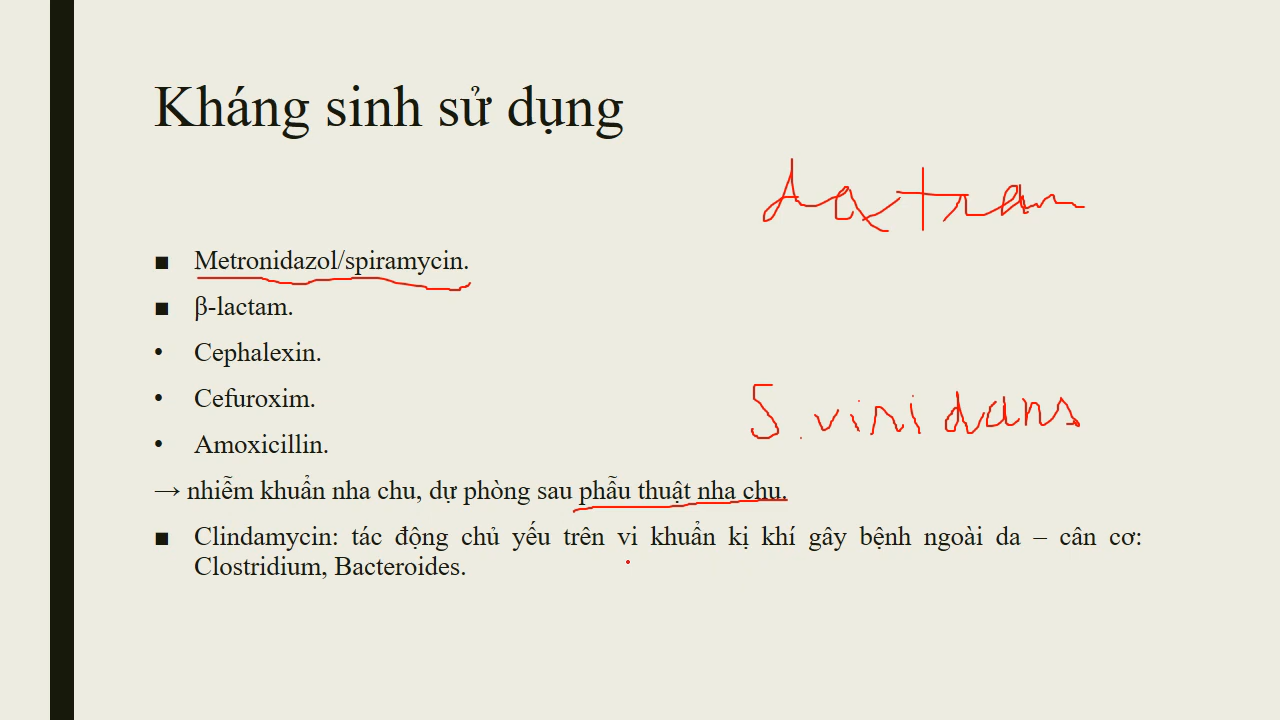 Kháng sinh sử dụng
dextran
■ Metronidazol/spiramycin.
■ β-lactam.
• Cephalexin.
• Cefuroxim.
S. viridans
• Amoxicillin.
→ nhiễm khuẩn nha chu, dự phòng sau phẫu thuật nha chu.
■ Clindamycin: tác động chủ yếu trên vi khuẩn kị khí gây bệnh ngoài da – cân cơ:
Clostridium, Bacteroides.